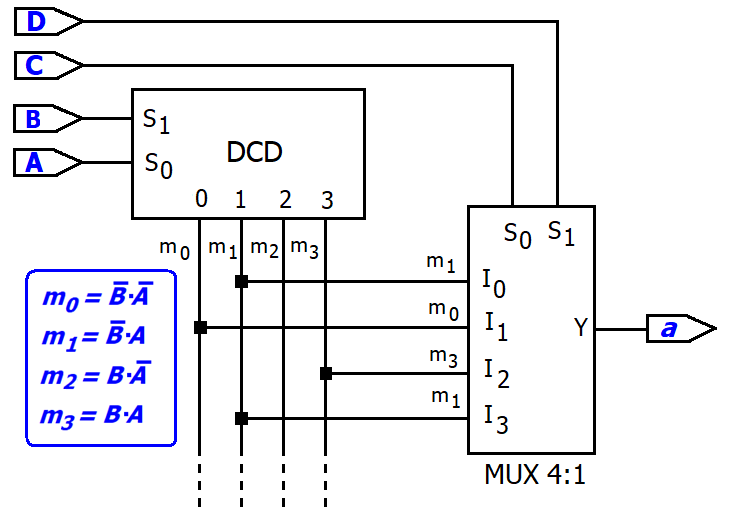 D
C
B
A
S1
S0
DCD
0 1 2 3
m0 m1 m2 m3
m0 = B̅·A̅
m1 = B̅·A
m2 = B·A̅
m3 = B·A
S0 S1
m1 I0
m0 I1
m3 I2
m1 I3
Y
a
MUX 4:1